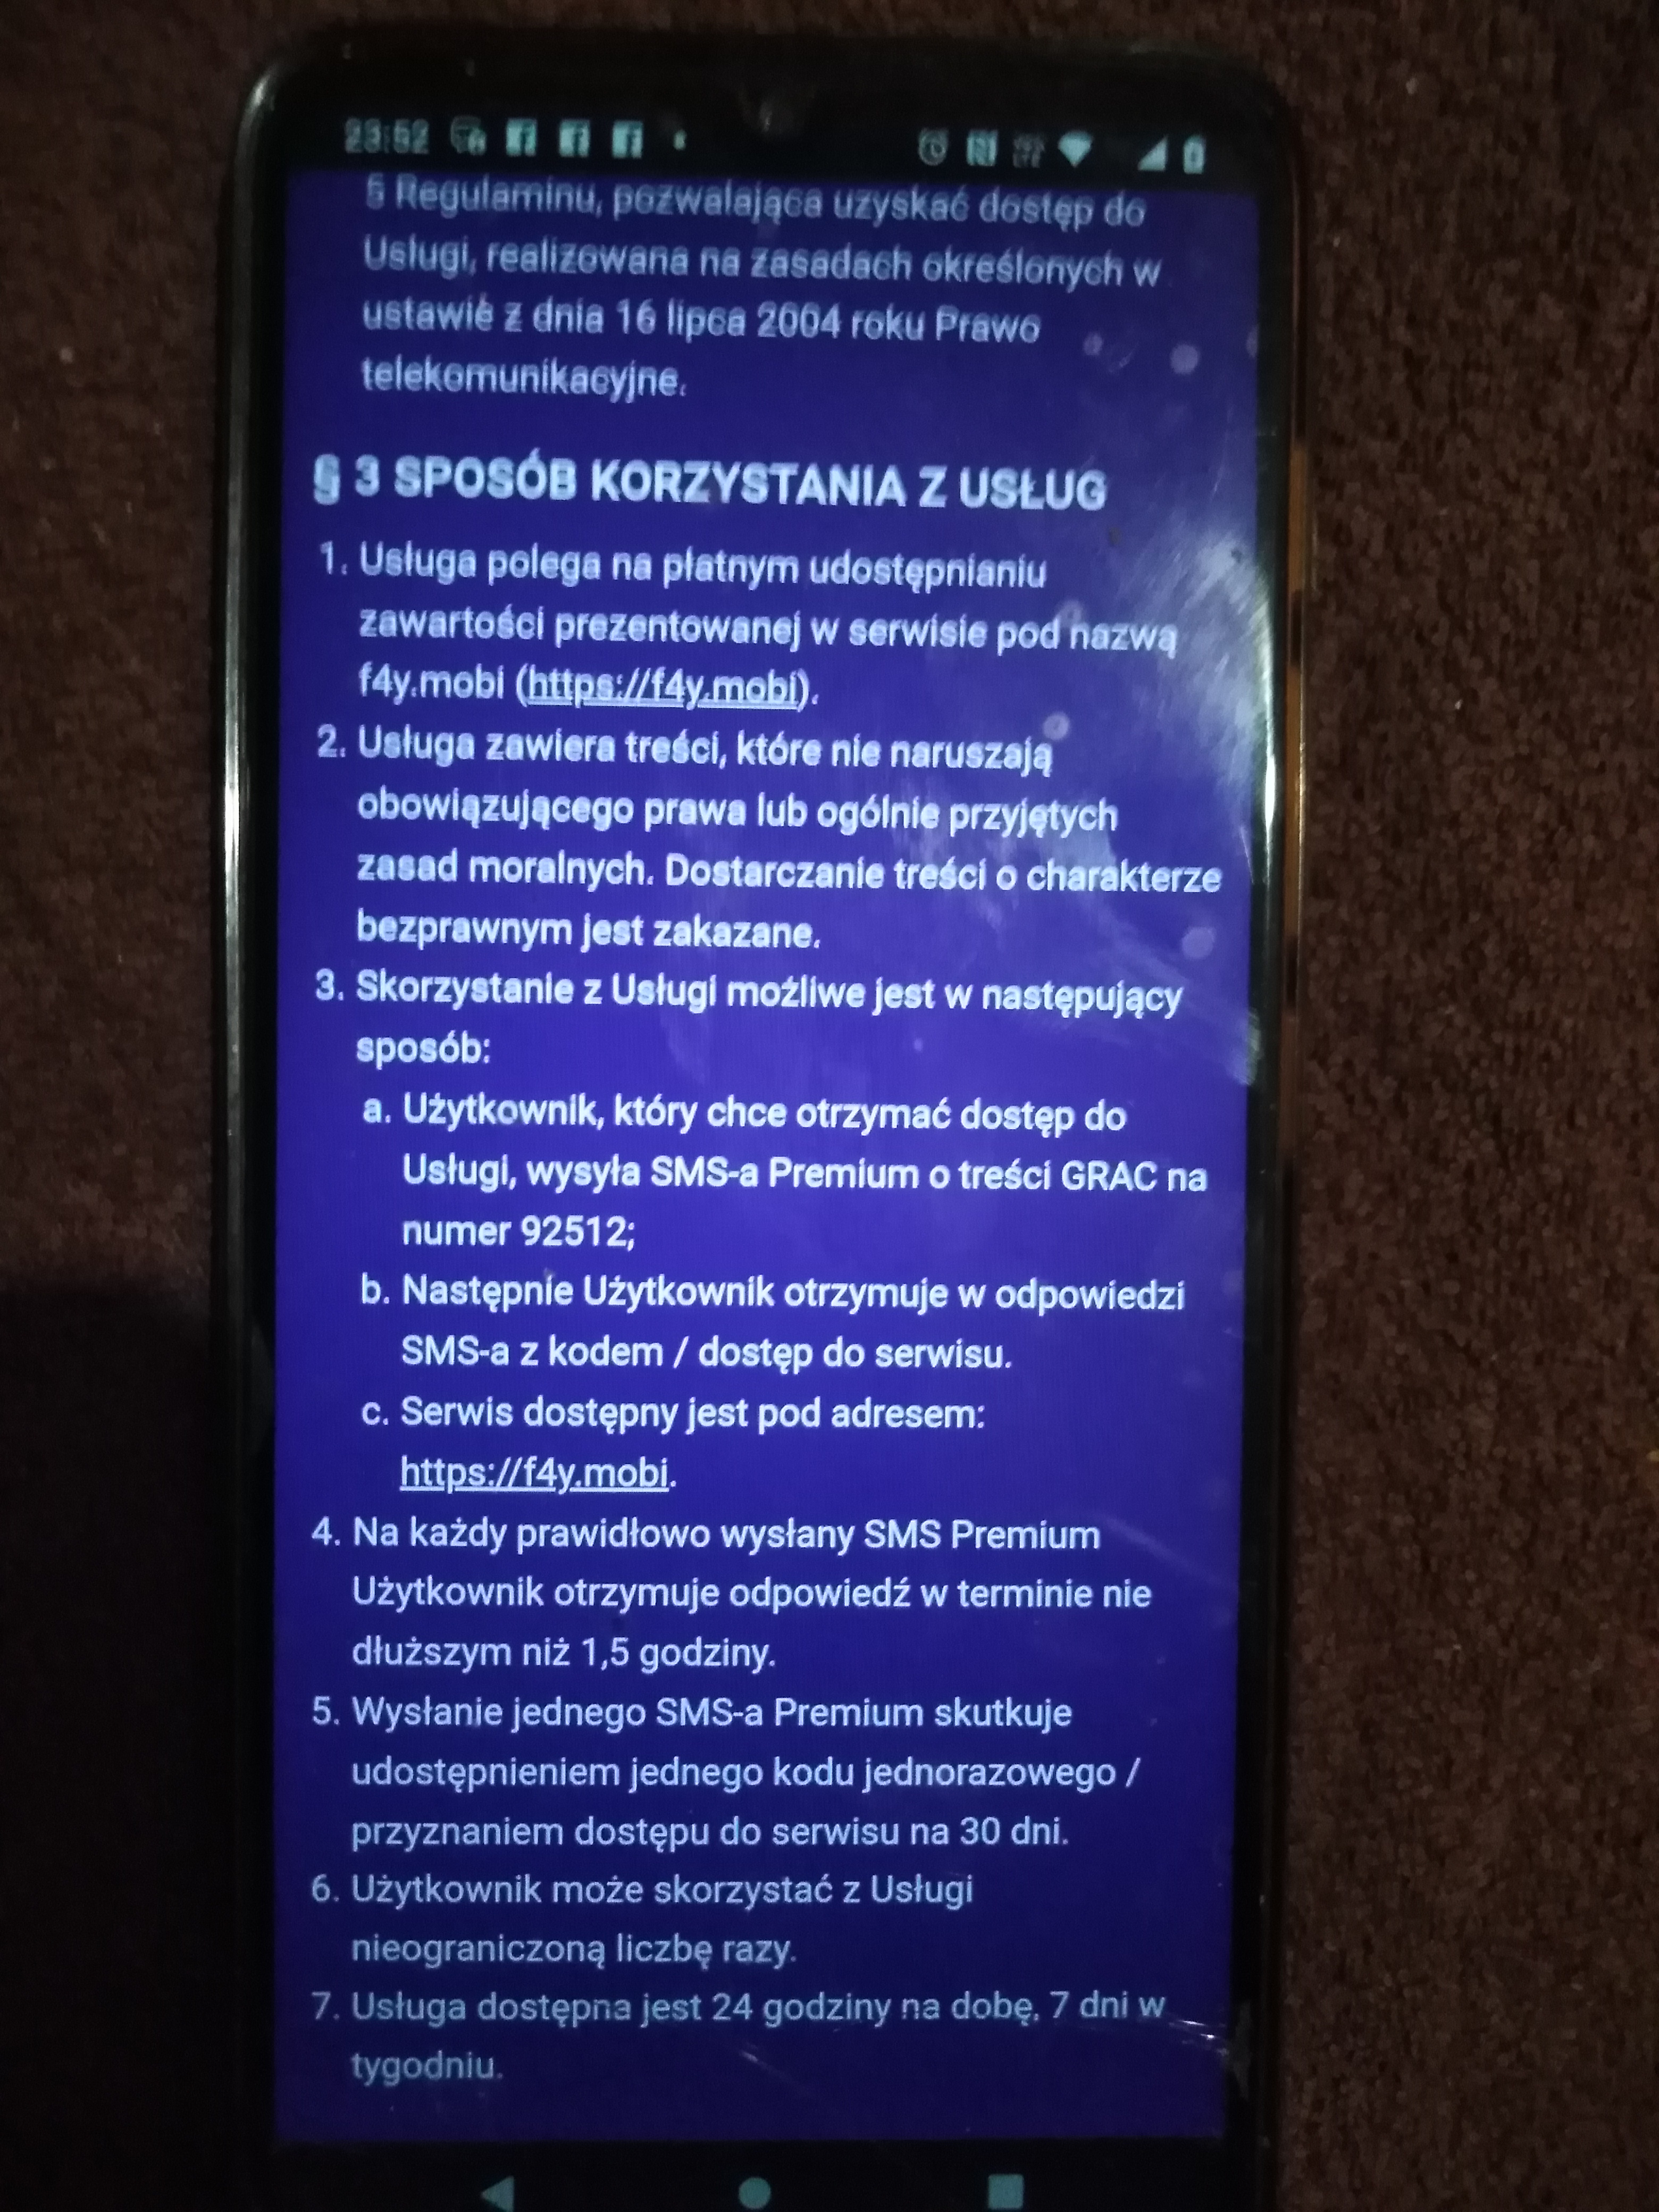 23:52
§ Regulaminu, pozwalająca uzyskać dostęp do
Usługi, realizowana na zasadach określonych w
ustawie z dnia 16 lipca 2004 roku Prawo
telekomunikacyjne.
§ 3 SPOSÓB KORZYSTANIA Z USŁUG
1. Usługa polega na płatnym udostępnianiu
zawartości prezentowanej w serwisie pod nazwą
f4y.mobi (https://f4y.mobi).
2. Usługa zawiera treści, które nie naruszają
obowiązującego prawa lub ogólnie przyjętych
zasad moralnych. Dostarczanie treści o charakterze
bezprawnym jest zakazane.
3. Skorzystanie z Usługi możliwe jest w następujący
sposób:
a. Użytkownik, który chce otrzymać dostęp do
Usługi, wysyła SMS-a Premium o treści GRAC na
numer 92512;
b. Następnie Użytkownik otrzymuje w odpowiedzi
SMS-a z kodem / dostęp do serwisu.
c. Serwis dostępny jest pod adresem:
https://f4y.mobi.
4. Na każdy prawidłowo wysłany SMS Premium
Użytkownik otrzymuje odpowiedź w terminie nie
dłuższym niż 1,5 godziny.
5. Wysłanie jednego SMS-a Premium skutkuje
udostępnieniem jednego kodu jednorazowego /
przyznaniem dostępu do serwisu na 30 dni.
6. Użytkownik może skorzystać z Usługi
nieograniczoną liczbę razy.
7. Usługa dostępna jest 24 godziny na dobę, 7 dni w
tygodniu.